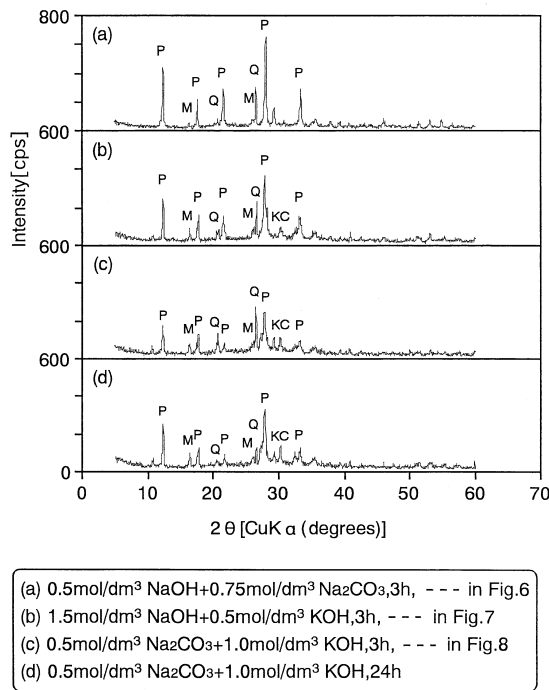 800
(a)
P
P
M
P
Q
M
Q
P
P
600
(b)
P
M
P
Q
P
M
Q
P
KC
P
600
(c)
P
M
P
Q
P
M
Q
P
KC
P
600
(d)
P
M
P
Q
P
M
Q
P
KC
P
0
Intensity[cps]
0 10 20 30 40 50 60 70
2 θ [CuK α (degrees)]
(a) 0.5mol/dm³ NaOH+0.75mol/dm³ Na₂CO₃,3h, --- in Fig.6
(b) 1.5mol/dm³ NaOH+0.5mol/dm³ KOH,3h, --- in Fig.7
(c) 0.5mol/dm³ Na₂CO₃+1.0mol/dm³ KOH,3h, --- in Fig.8
(d) 0.5mol/dm³ Na₂CO₃+1.0mol/dm³ KOH,24h